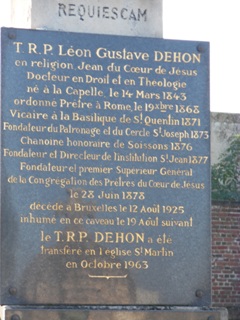 REQUIESCAM
T.R.P. Léon Gustave DEHON
en religion Jean du Cœur de Jésus
Docteur en Droit et en Théologie
né à la Capelle, le 14 Mars 1843
ordonné Prêtre à Rome, le 19 xbre 1868
Vicaire à la Basilique de St Quentin 1871
Fondateur du Patronage et du Cercle St Joseph 1873
Chanoine honoraire de Soissons 1876
Fondateur et Directeur de l'institution St Jean 1877
Fondateur et premier Supérieur Général
de la Congrégation des Prêtres du Cœur de Jésus
le 28 Juin 1878
décédé à Bruxelles le 12 Août 1925
inhumé en ce caveau le 19 Août suivant
le T.R.P. DEHON a été
transféré en l'église St Martin
en Octobre 1963